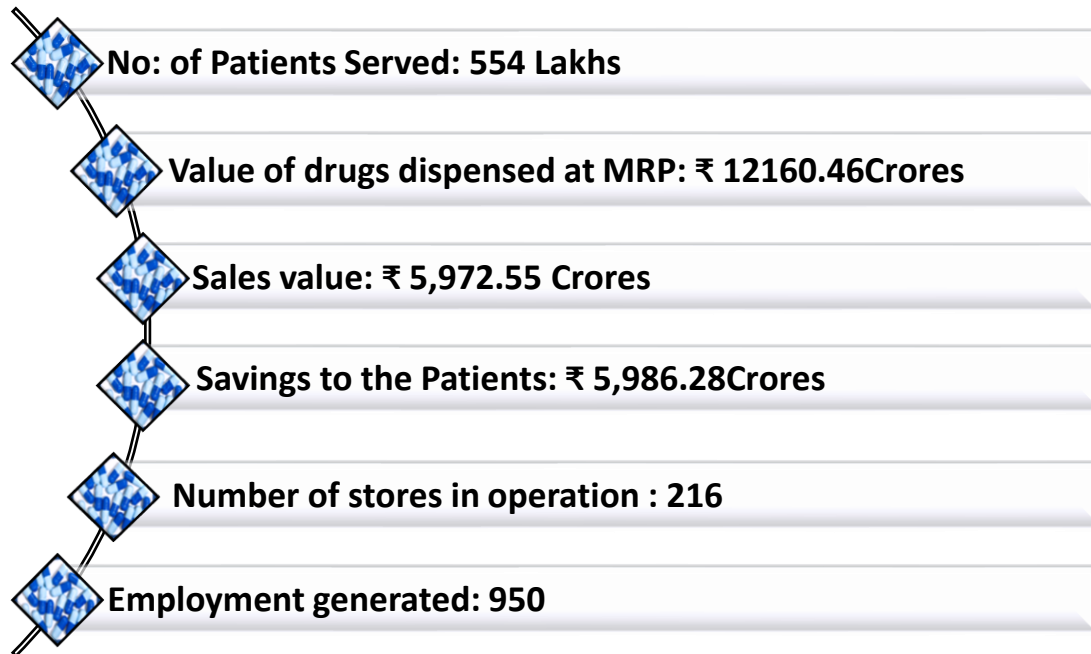 No: of Patients Served: 554 Lakhs
Value of drugs dispensed at MRP: ₹ 12160.46Crores
Sales value: ₹ 5,972.55 Crores
Savings to the Patients: ₹ 5,986.28Crores
Number of stores in operation : 216
Employment generated: 950